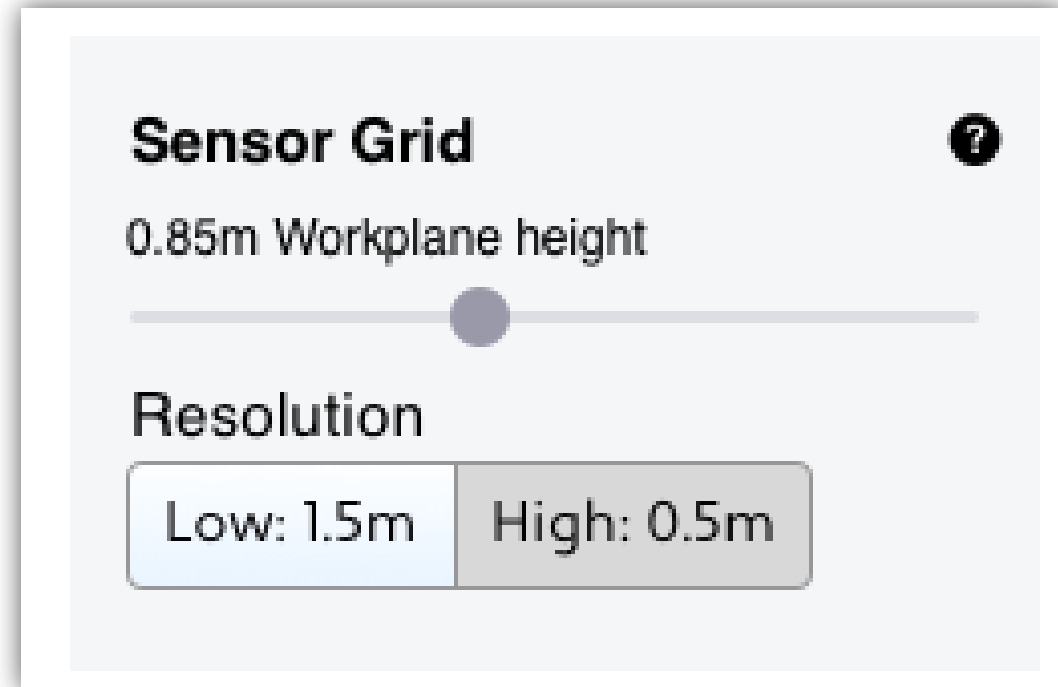 Sensor Grid ?
0.85m Workplane height
Resolution
Low: 1.5m High: 0.5m